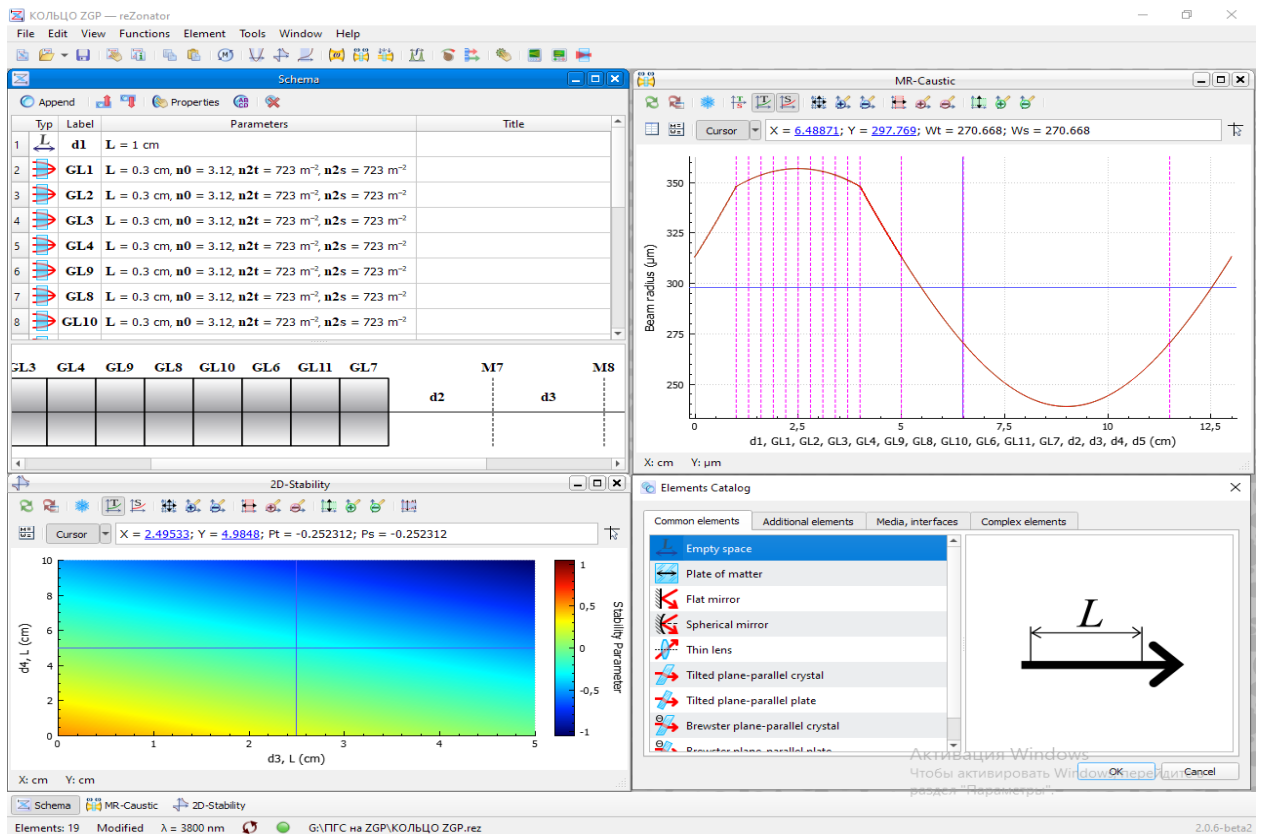 КОЛЬЦО ZGP — reZonator
File Edit View Functions Element Tools Window Help
Schema
Append Properties
Typ Label Parameters Title
1 L d1 L = 1 cm
2 GL1 L = 0.3 cm, n0 = 3.12, n2t = 723 m⁻², n2s = 723 m⁻²
3 GL2 L = 0.3 cm, n0 = 3.12, n2t = 723 m⁻², n2s = 723 m⁻²
4 GL3 L = 0.3 cm, n0 = 3.12, n2t = 723 m⁻², n2s = 723 m⁻²
5 GL4 L = 0.3 cm, n0 = 3.12, n2t = 723 m⁻², n2s = 723 m⁻²
6 GL9 L = 0.3 cm, n0 = 3.12, n2t = 723 m⁻², n2s = 723 m⁻²
7 GL8 L = 0.3 cm, n0 = 3.12, n2t = 723 m⁻², n2s = 723 m⁻²
8 GL10 L = 0.3 cm, n0 = 3.12, n2t = 723 m⁻², n2s = 723 m⁻²
GL3 GL4 GL9 GL8 GL10 GL6 GL11 GL7 M7 M8
d2 d3
MR-Caustic
Cursor X = 6.48871; Y = 297.769; Wt = 270.668; Ws = 270.668
Beam radius (μm)
350
325
300
275
250
0 2,5 5 7,5 10 12,5
d1, GL1, GL2, GL3, GL4, GL9, GL8, GL10, GL6, GL11, GL7, d2, d3, d4, d5 (cm)
X: cm Y: μm
2D-Stability
Cursor X = 2.49533; Y = 4.9848; Pt = -0.252312; Ps = -0.252312
d4, L (cm)
10
8
6
4
2
0
0 1 2 3 4 5
d3, L (cm)
1
0,5
0
-0,5
-1
Stability Parameter
X: cm Y: cm
Elements Catalog
Common elements Additional elements Media, interfaces Complex elements
Empty space
Plate of matter
Flat mirror
Spherical mirror
Thin lens
Tilted plane-parallel crystal
Tilted plane-parallel plate
Brewster plane-parallel crystal
Brewster plane-parallel plate
L
Активация Windows
Чтобы активировать Windows, перейдите в
раздел "Параметры".
OK Cancel
Schema MR-Caustic 2D-Stability
Elements: 19 Modified λ = 3800 nm G:\ПГС на ZGP\КОЛЬЦО ZGP.rez 2.0.6-beta2